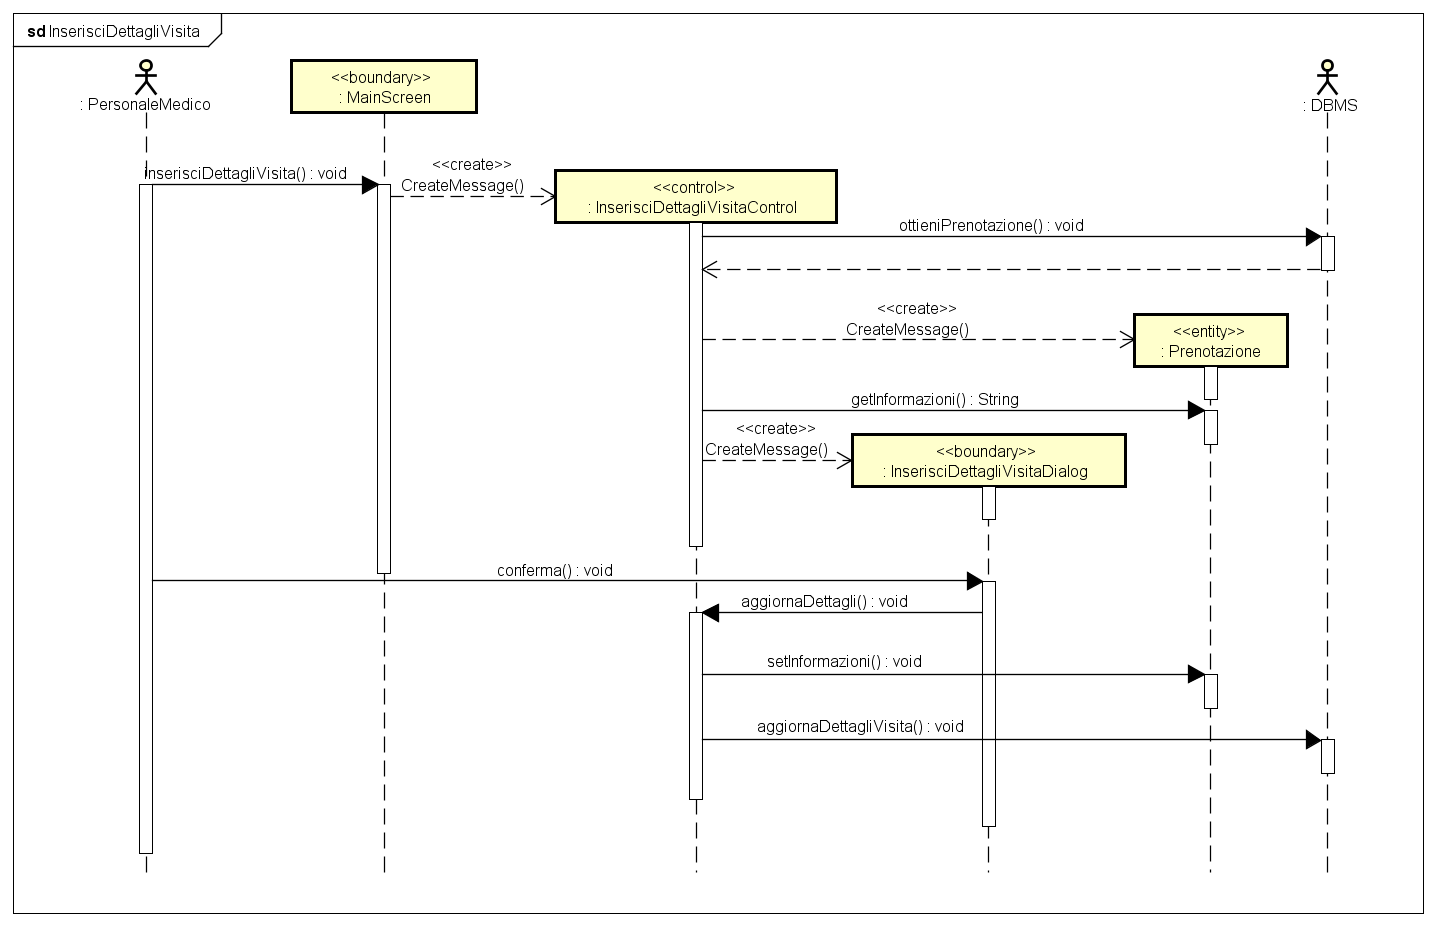 sd InserisciDettagliVisita
: PersonaleMedico
<<boundary>>
: MainScreen
: DBMS
inserisciDettagliVisita() : void
<<create>>
CreateMessage()
<<control>>
: InserisciDettagliVisitaControl
ottieniPrenotazione() : void
<<create>>
CreateMessage()
<<entity>>
: Prenotazione
getInformazioni() : String
<<create>>
CreateMessage()
<<boundary>>
: InserisciDettagliVisitaDialog
conferma() : void
aggiornaDettagli() : void
setInformazioni() : void
aggiornaDettagliVisita() : void